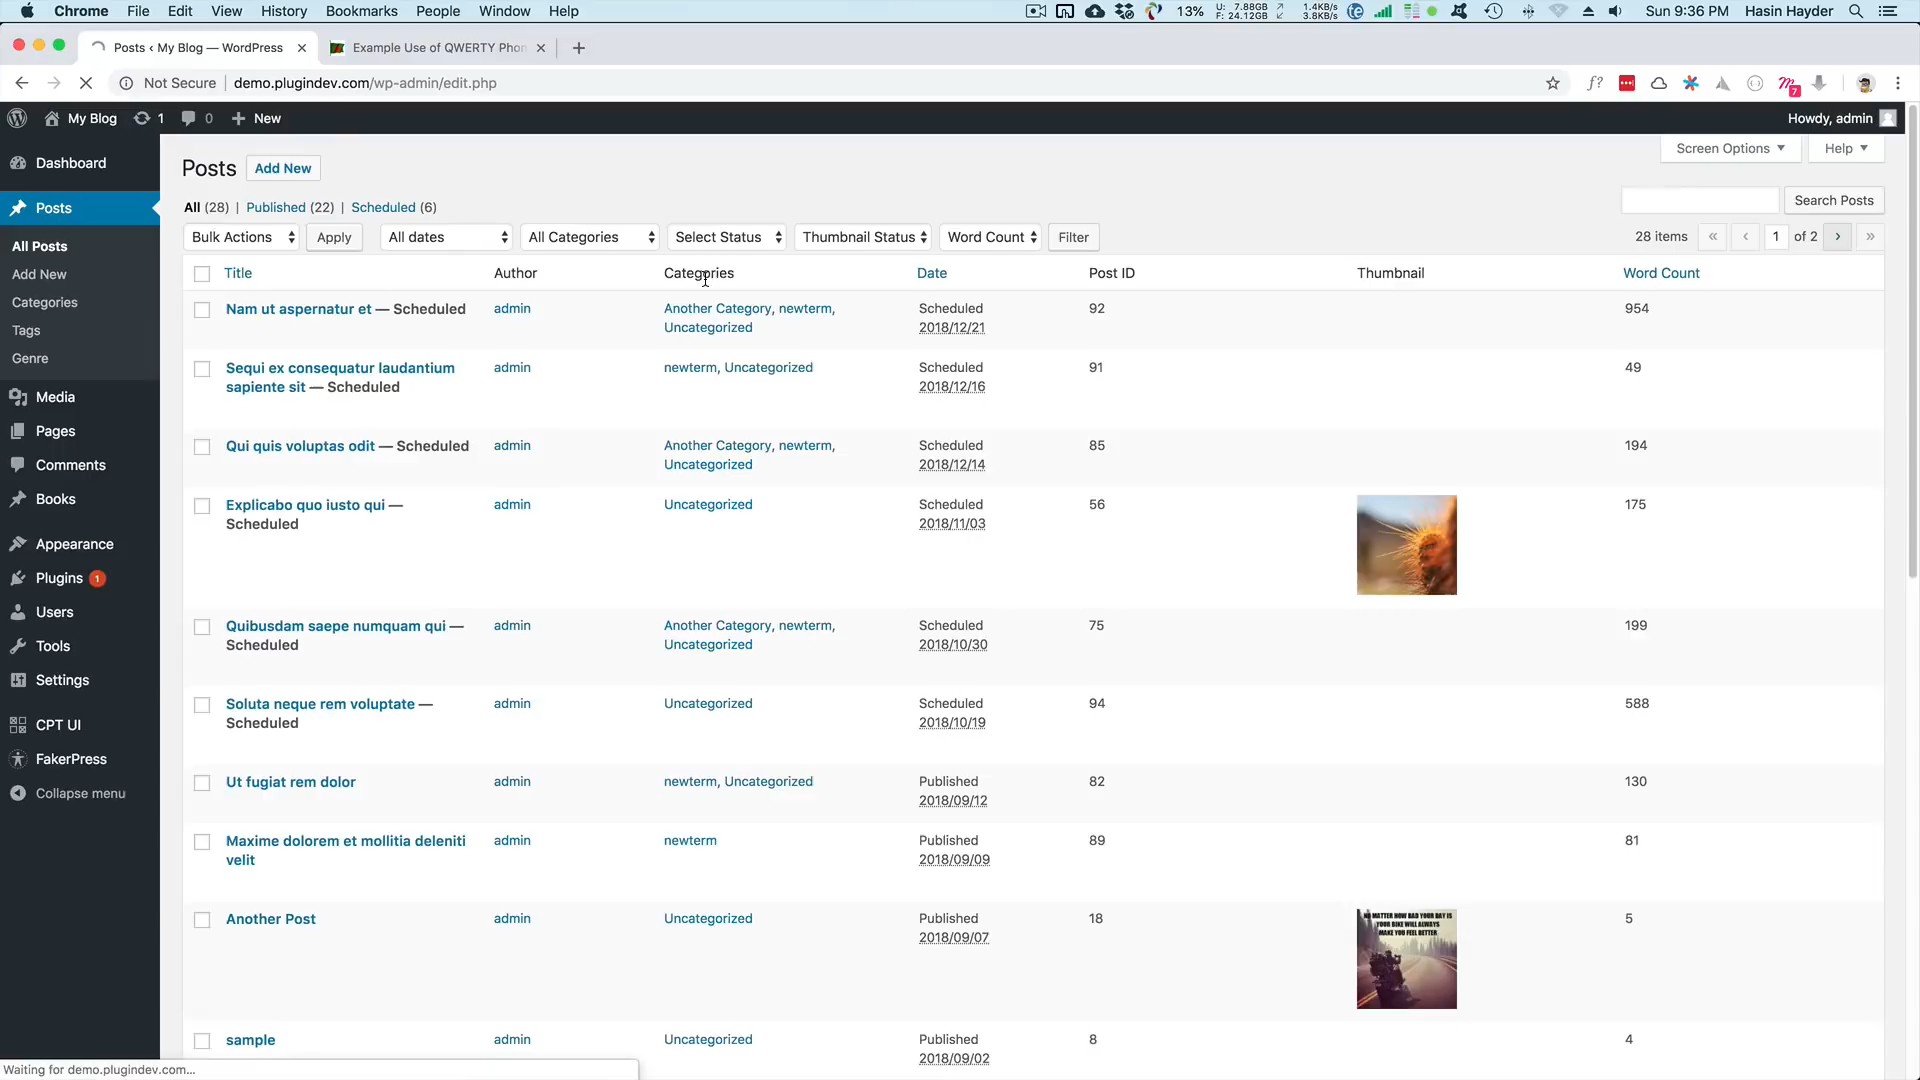 Chrome File Edit View History Bookmarks People Window Help 13% U: 7.88GB F: 24.12GB 1.4KB/s 3.8KB/s Sun 9:36 PM Hasin Hayder
Posts ‹ My Blog — WordPress Example Use of QWERTY Phon
Not Secure demo.plugindev.com/wp-admin/edit.php 7
My Blog 1 0 New Howdy, admin
Screen Options Help
Dashboard
Posts
All Posts
Add New
Categories
Tags
Genre
Media
Pages
Comments
Books
Appearance
Plugins 1
Users
Tools
Settings
CPT UI
FakerPress
Collapse menu
Posts Add New
All (28) | Published (22) | Scheduled (6) Search Posts
Bulk Actions Apply All dates All Categories Select Status Thumbnail Status Word Count Filter 28 items « ‹ 1 of 2 › »
Title Author Categories Date Post ID Thumbnail Word Count
Nam ut aspernatur et — Scheduled admin Another Category, newterm, Scheduled 92 954
Uncategorized 2018/12/21
Sequi ex consequatur laudantium admin newterm, Uncategorized Scheduled 91 49
sapiente sit — Scheduled 2018/12/16
Qui quis voluptas odit — Scheduled admin Another Category, newterm, Scheduled 85 194
Uncategorized 2018/12/14
Explicabo quo iusto qui — admin Uncategorized Scheduled 56 175
Scheduled 2018/11/03
Quibusdam saepe numquam qui — admin Another Category, newterm, Scheduled 75 199
Scheduled Uncategorized 2018/10/30
Soluta neque rem voluptate — admin Uncategorized Scheduled 94 588
Scheduled 2018/10/19
Ut fugiat rem dolor admin newterm, Uncategorized Published 82 130
2018/09/12
Maxime dolorem et mollitia deleniti admin newterm Published 89 81
velit 2018/09/09
Another Post admin Uncategorized Published 18 5
2018/09/07
NO MATTER HOW BAD YOUR DAY IS
YOUR BIKE WILL ALWAYS
MAKE YOU FEEL BETTER
sample admin Uncategorized Published 8 4
2018/09/02
Waiting for demo.plugindev.com...